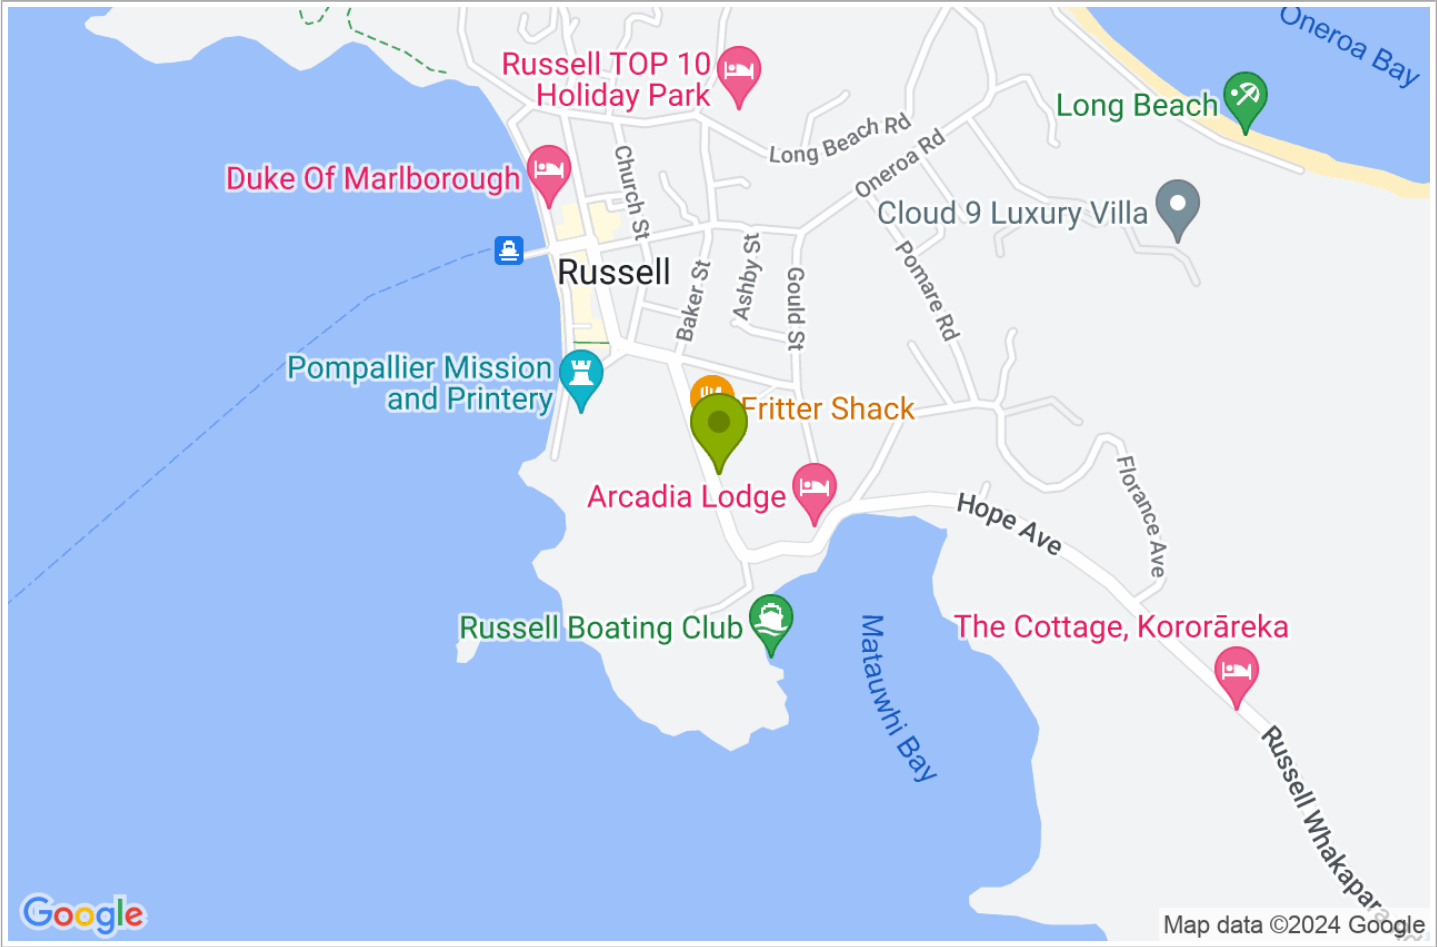 Oneroa Bay
Russell TOP 10
Holiday Park
Long Beach
Long Beach Rd
Oneroa Rd
Church St
Duke Of Marlborough
Cloud 9 Luxury Villa
Russell
Baker St
Ashby St
Gould St
Pomare Rd
Pompallier Mission
and Printery
Fritter Shack
Arcadia Lodge
Hope Ave
Florance Ave
Russell Boating Club
Matauwhi Bay
The Cottage, Kororāreka
Russell Whakapara
Google
Map data ©2024 Google